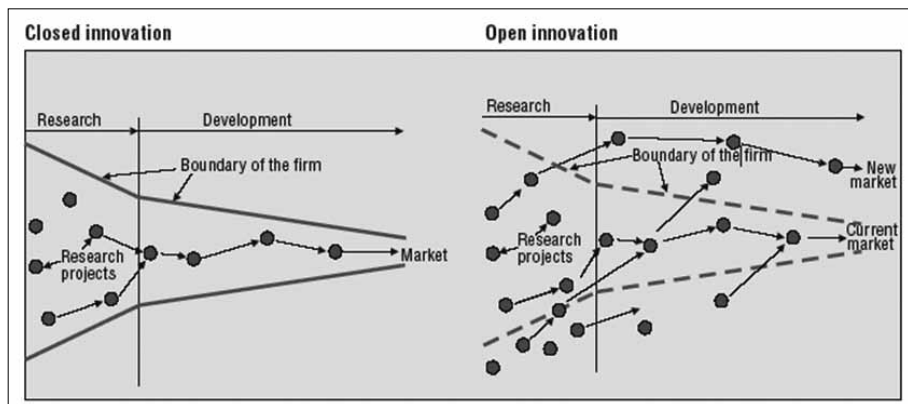 Closed innovation
Research
Development
Boundary of the firm
Research
projects
Market
Open innovation
Research
Development
Boundary of the firm
New
market
Research
projects
Current
market